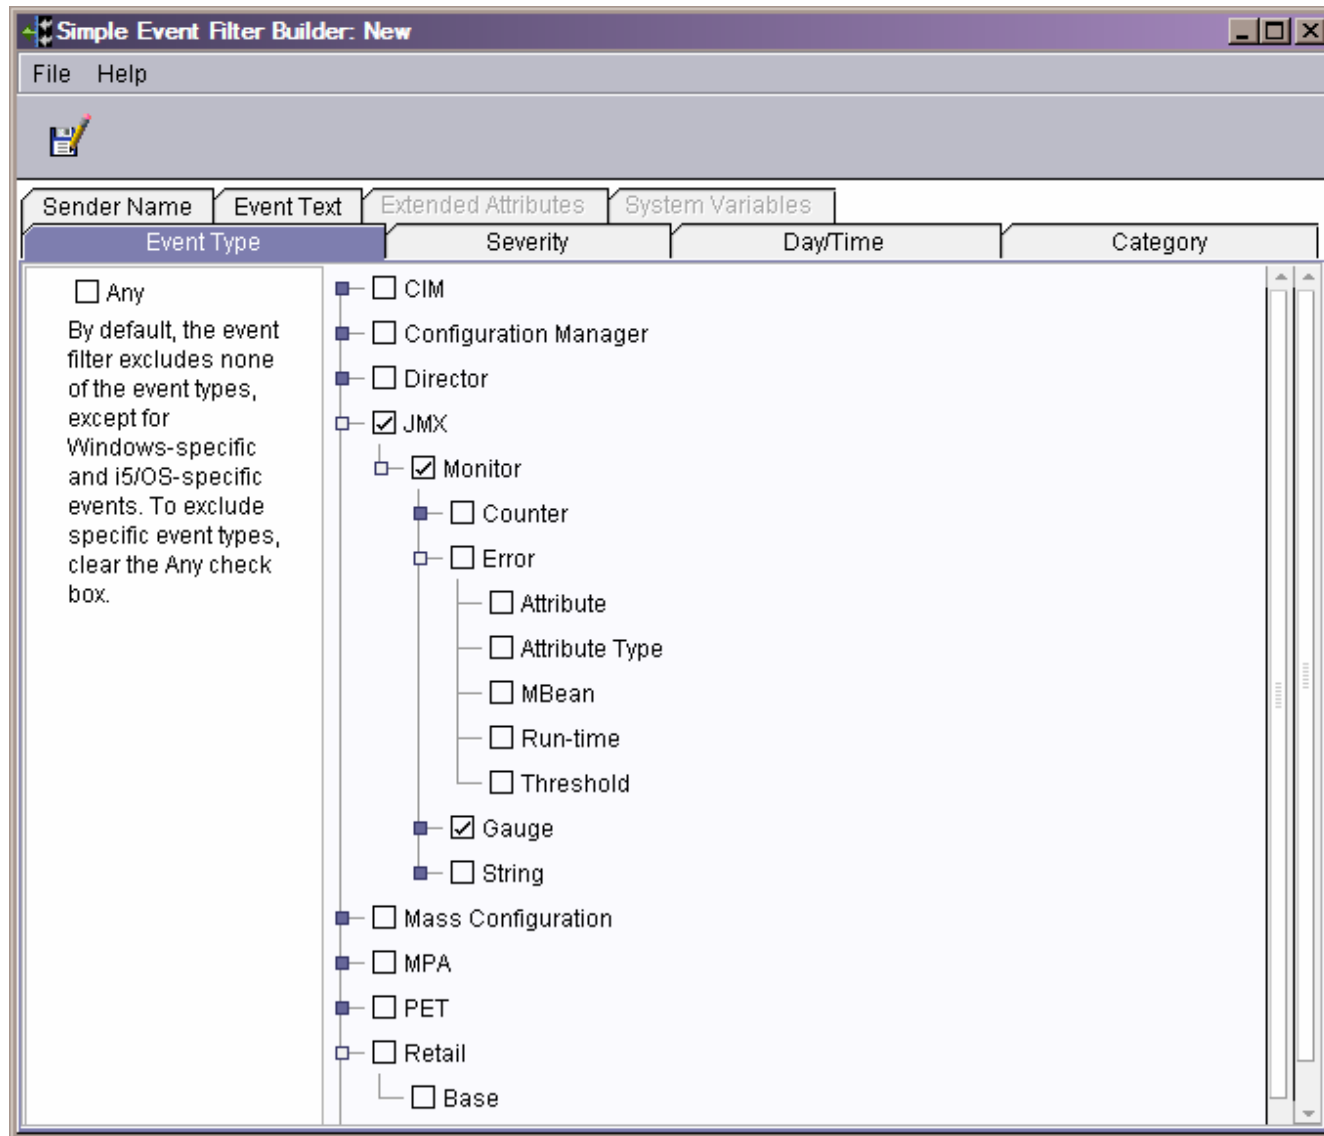 Simple Event Filter Builder: New
File Help
Sender Name Event Text Extended Attributes System Variables
Event Type Severity Day/Time Category
Any
By default, the event
filter excludes none
of the event types,
except for
Windows-specific
and i5/OS-specific
events. To exclude
specific event types,
clear the Any check
box.
CIM
Configuration Manager
Director
JMX
Monitor
Counter
Error
Attribute
Attribute Type
MBean
Run-time
Threshold
Gauge
String
Mass Configuration
MPA
PET
Retail
Base